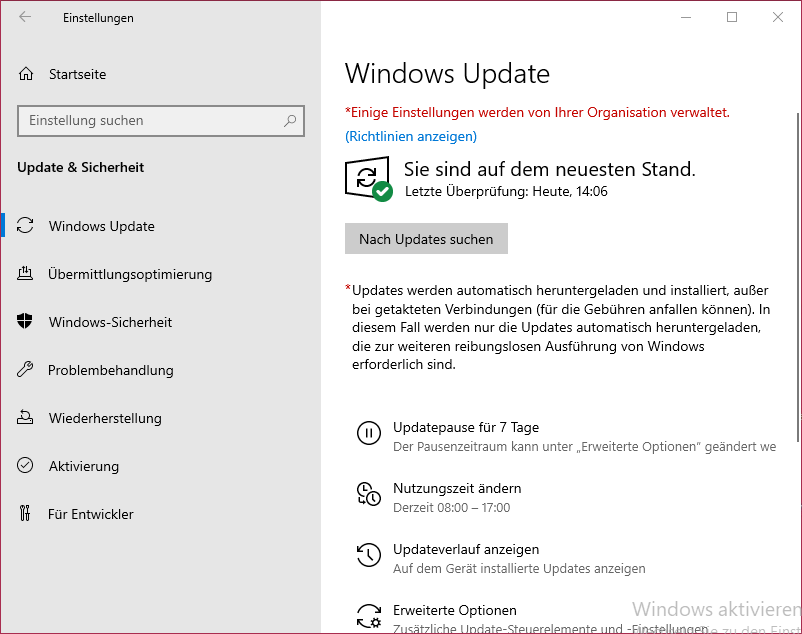 Einstellungen
Startseite
Einstellung suchen
Update & Sicherheit
Windows Update
Übermittlungsoptimierung
Windows-Sicherheit
Problembehandlung
Wiederherstellung
Aktivierung
Für Entwickler
Windows Update
*Einige Einstellungen werden von Ihrer Organisation verwaltet.
(Richtlinien anzeigen)
Sie sind auf dem neuesten Stand.
Letzte Überprüfung: Heute, 14:06
Nach Updates suchen
*Updates werden automatisch heruntergeladen und installiert, außer
bei getakteten Verbindungen (für die Gebühren anfallen können). In
diesem Fall werden nur die Updates automatisch heruntergeladen,
die zur weiteren reibungslosen Ausführung von Windows
erforderlich sind.
Updatepause für 7 Tage
Der Pausenzeitraum kann unter „Erweiterte Optionen“ geändert we
Nutzungszeit ändern
Derzeit 08:00 – 17:00
Updateverlauf anzeigen
Auf dem Gerät installierte Updates anzeigen
Erweiterte Optionen
Zusätzliche Update-Steuerelemente und -Einstellungen
Windows aktivieren